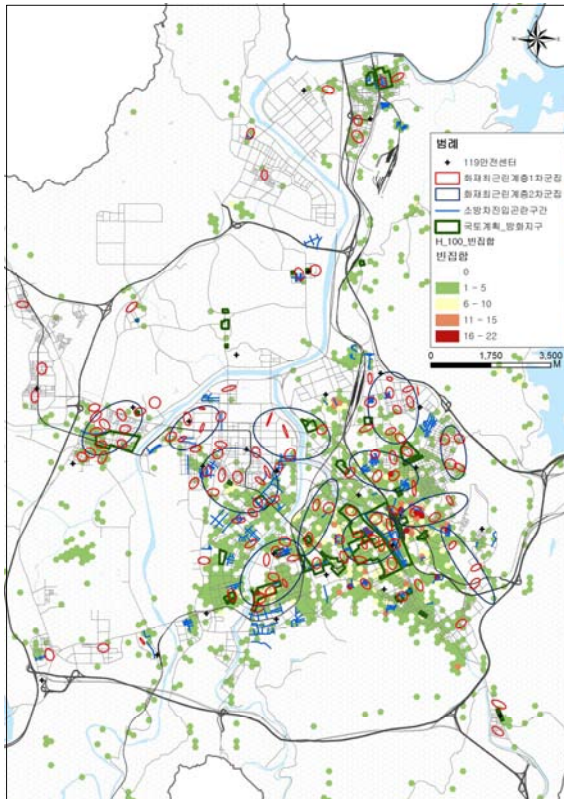 범례
119안전센터
화재최근린계층1차군집
화재최근린계층2차군집
소방차진입곤란구간
국토계획_방화지구
H_100_빈집합
빈집합
0
1 - 5
6 - 10
11 - 15
16 - 22
0 1,750 3,500
M